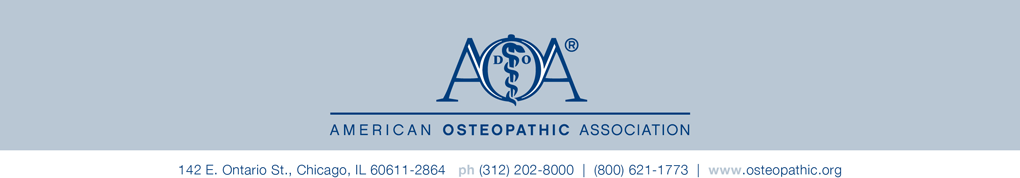 AOA®
D O
AMERICAN OSTEOPATHIC ASSOCIATION
142 E. Ontario St., Chicago, IL 60611-2864 ph (312) 202-8000 | (800) 621-1773 | www.osteopathic.org